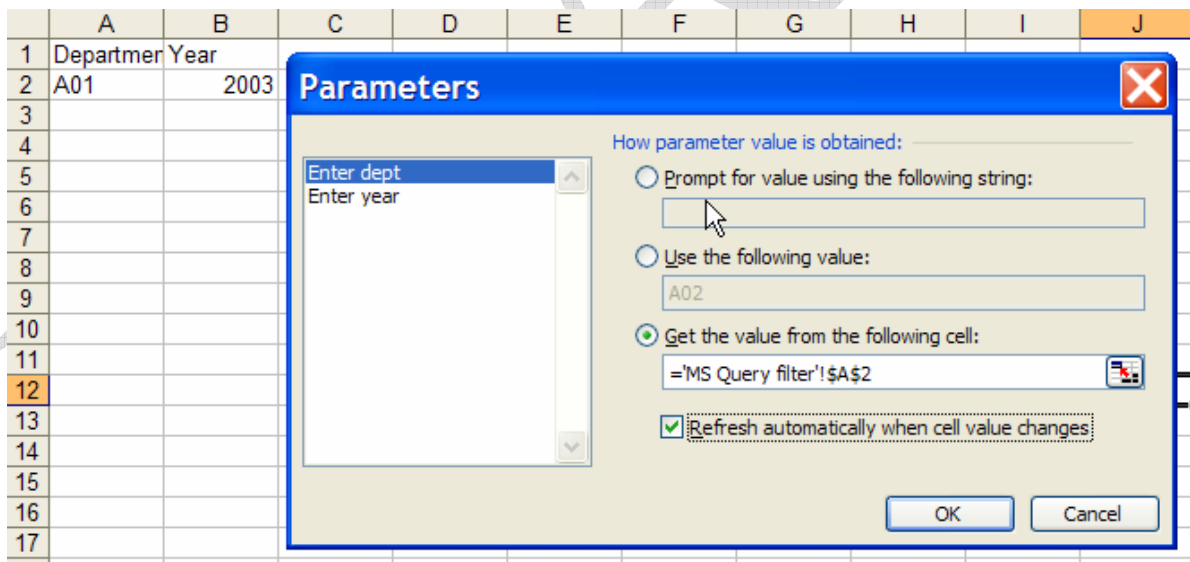 A B C D E F G H I J
1 Departmen Year
2 A01 2003
3
4
5
6
7
8
9
10
11
12
13
14
15
16
17
Parameters
Enter dept
Enter year
How parameter value is obtained:
Prompt for value using the following string:
Use the following value:
A02
Get the value from the following cell:
='MS Query filter'!$A$2
Refresh automatically when cell value changes
OK Cancel